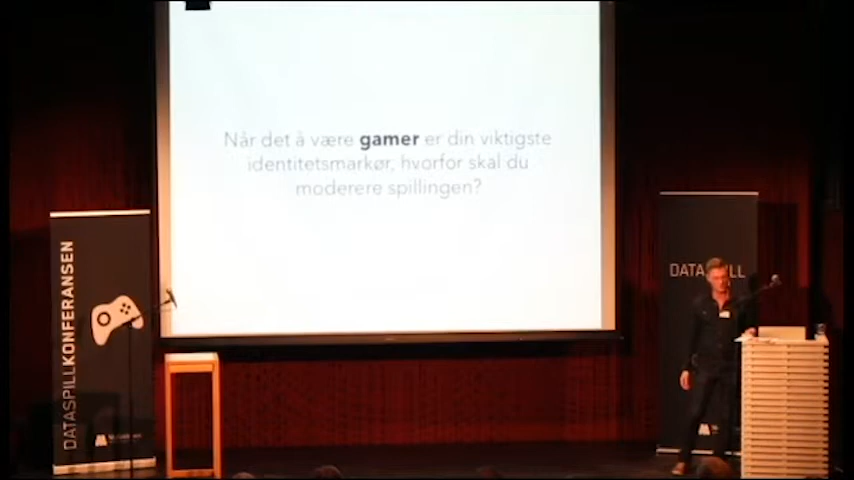 Når det å være gamer er din viktigste
identitetsmarkør, hvorfor skal du
moderere spillingen?
DATASPILLKONFERANSEN
DATASPILL